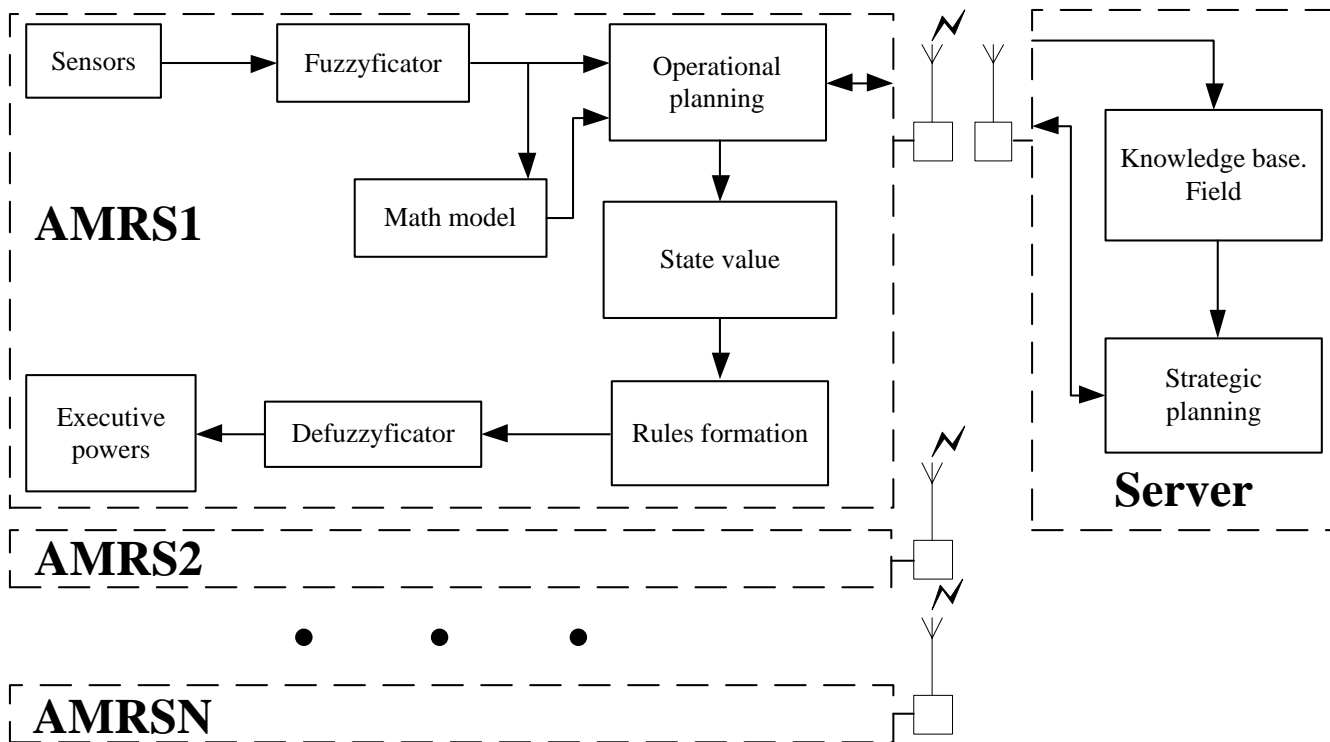 Sensors
Fuzzyficator
Operational
planning
Math model
AMRS1
State value
Executive
powers
Defuzzyficator
Rules formation
Knowledge base.
Field
Strategic
planning
Server
AMRS2
AMRSN